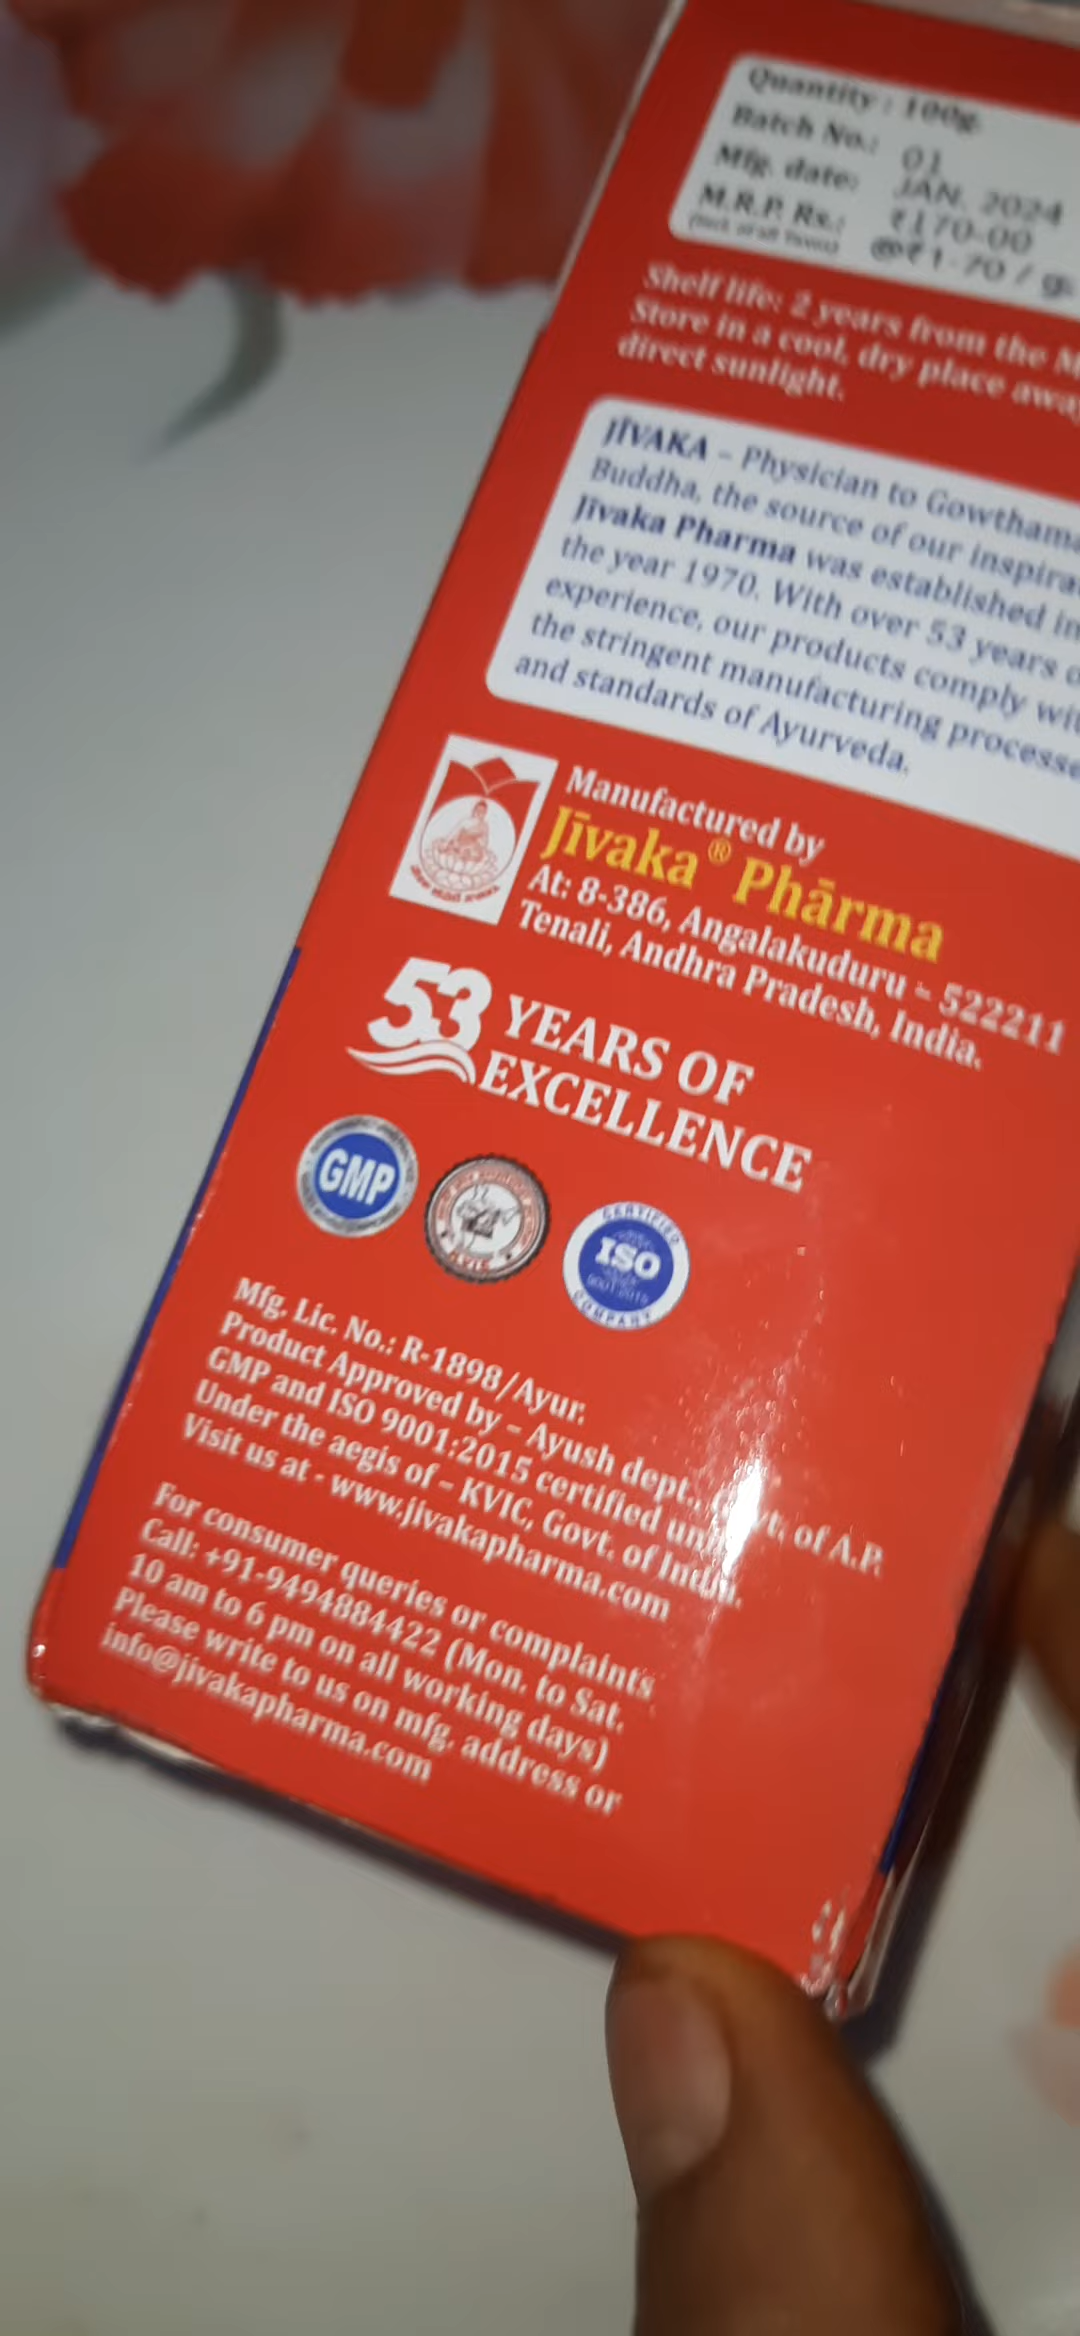 Quantity : 100g.
Batch No.: 01
Mfg. date: JAN. 2024
M.R.P. Rs.: ₹170-00
(Incl. of all Taxes) @₹1-70 / g.
Shelf life: 2 years from the
Store in a cool, dry place away
direct sunlight.
JĪVAKA – Physician to Gowthama
Buddha, the source of our
Jīvaka Pharma was established in
the year 1970. With over 53 years
experience, our products comply
the stringent manufacturing
and standards of Ayurveda.
Manufactured by
Jīvaka® Phārma
At: 8-386, Angalakuduru - 522211
Tenali, Andhra Pradesh, India.
53 YEARS OF
EXCELLENCE
GMP
KVIC
CERTIFIED
ISO
9001:2015
COMPANY
Mfg. Lic. No.: R-1898/Ayur.
Product Approved by – Ayush dept., Govt. of A.P.
GMP and ISO 9001:2015 certified unit.
Under the aegis of – KVIC, Govt. of India.
Visit us at - www.jivakapharma.com
For consumer queries or complaints
Call: +91-9494884422 (Mon. to Sat.
10 am to 6 pm on all working days)
Please write to us on mfg. address or
info@jivakapharma.com